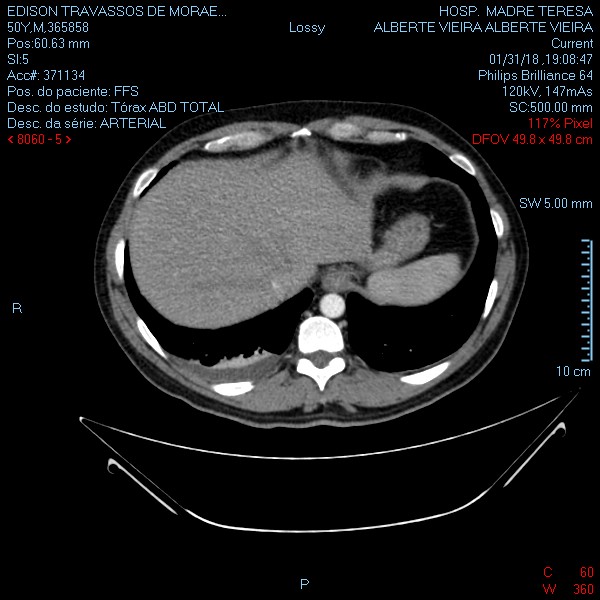 EDISON TRAVASSOS DE MORAE...
50Y,M,365858
Pos:60.63 mm
SI:5
Acc#: 371134
Pos. do paciente: FFS
Desc. do estudo: Tórax ABD TOTAL
Desc. da série: ARTERIAL
< 8060 - 5 >
Lossy
HOSP. MADRE TERESA
ALBERTE VIEIRA ALBERTE VIEIRA
Current
01/31/18 ,19:08:47
Philips Brilliance 64
120kV, 147mAs
SC:500.00 mm
117% Pixel
DFOV 49.8 x 49.8 cm
SW 5.00 mm
R
10 cm
P
C 60
W 360